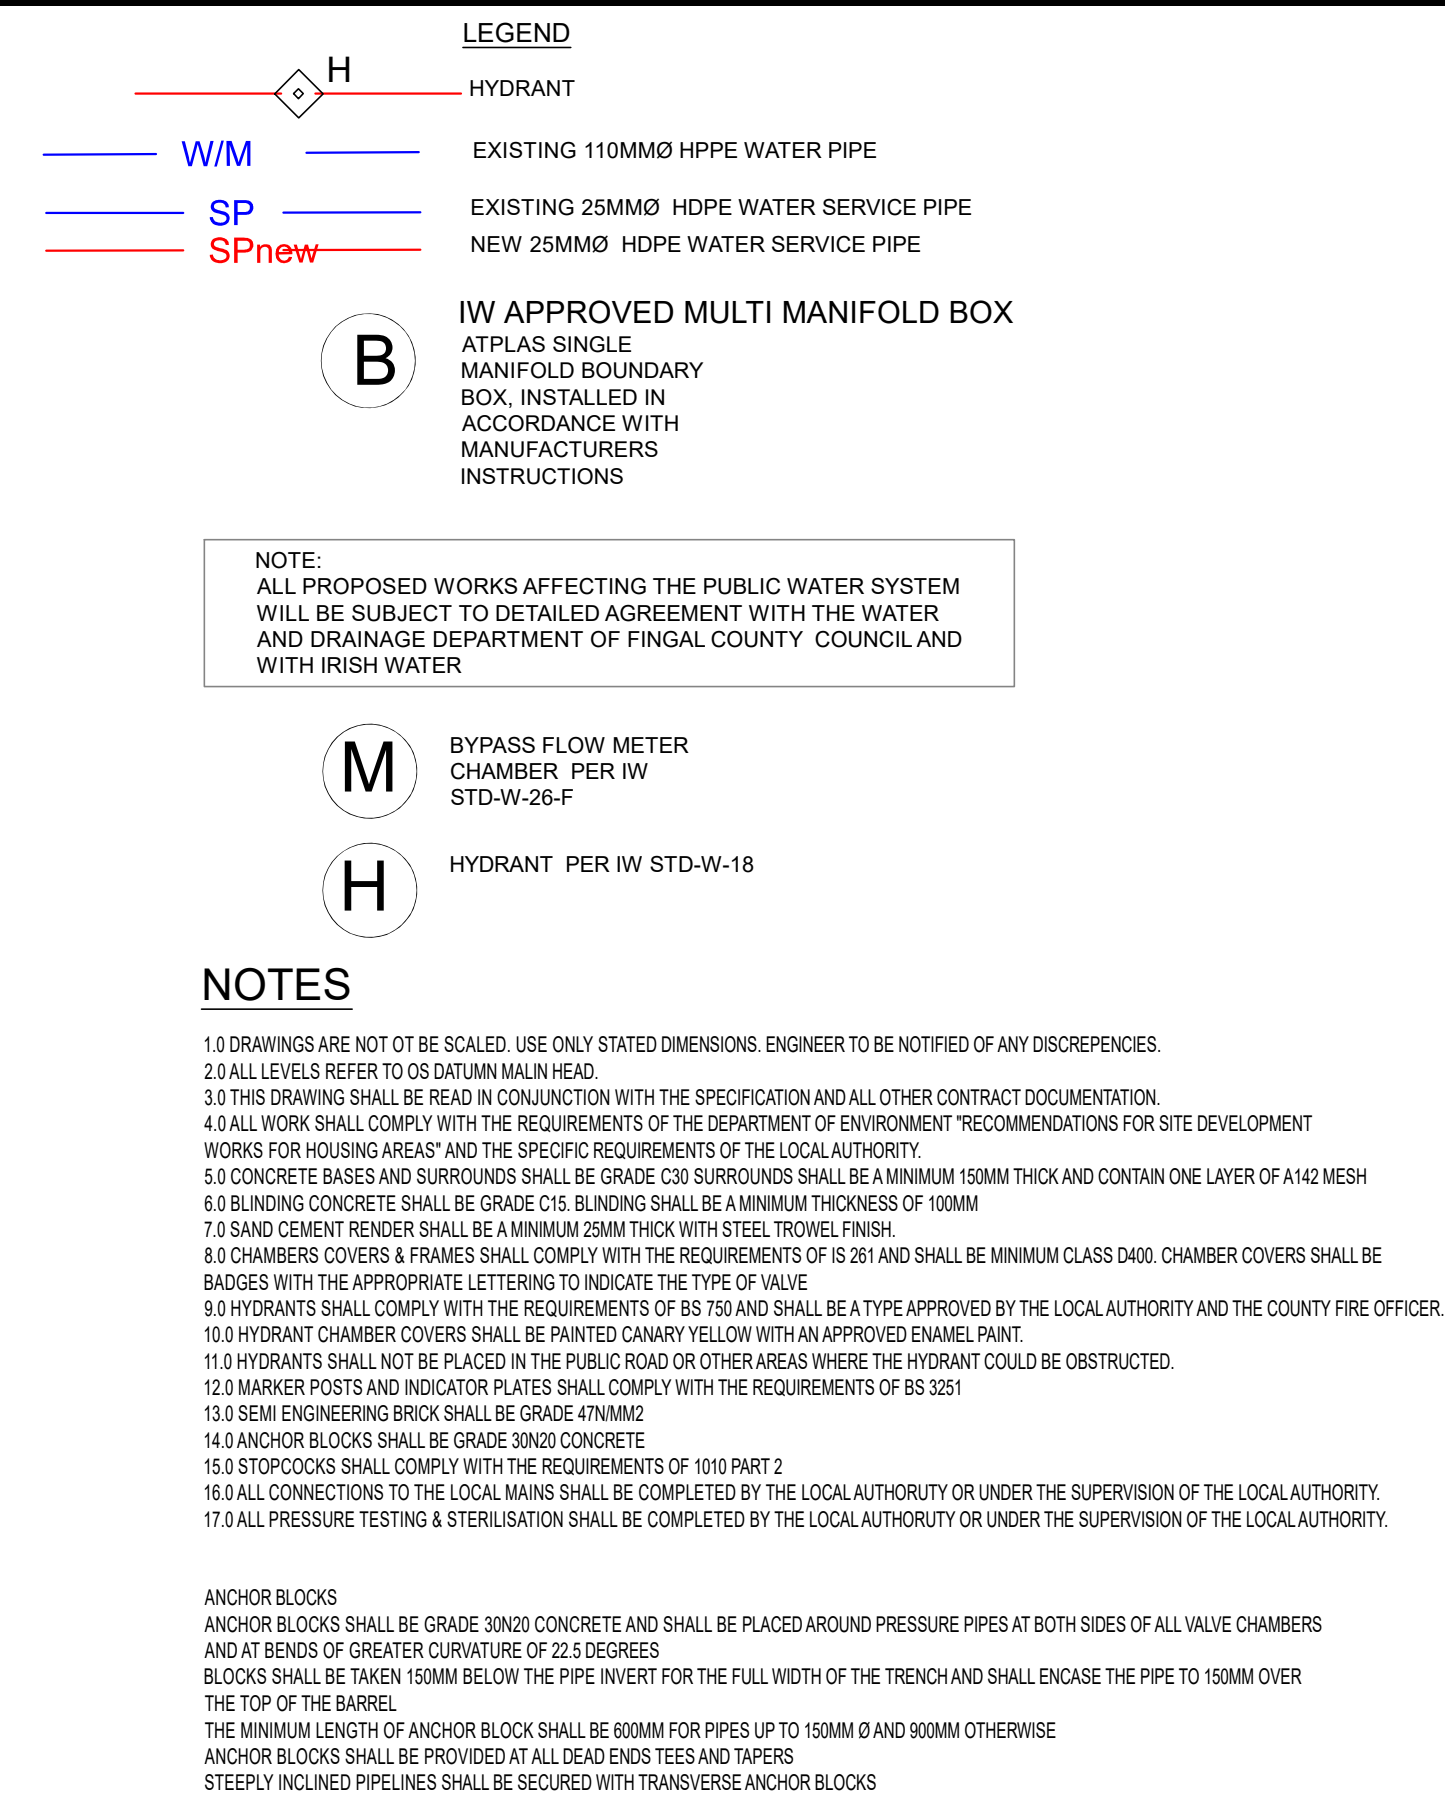 LEGEND
H
HYDRANT
W/M
EXISTING 110MMØ HPPE WATER PIPE
SP
EXISTING 25MMØ HDPE WATER SERVICE PIPE
SPnew
NEW 25MMØ HDPE WATER SERVICE PIPE
IW APPROVED MULTI MANIFOLD BOX
B
ATPLAS SINGLE
MANIFOLD BOUNDARY
BOX, INSTALLED IN
ACCORDANCE WITH
MANUFACTURERS
INSTRUCTIONS
NOTE:
ALL PROPOSED WORKS AFFECTING THE PUBLIC WATER SYSTEM
WILL BE SUBJECT TO DETAILED AGREEMENT WITH THE WATER
AND DRAINAGE DEPARTMENT OF FINGAL COUNTY COUNCIL AND
WITH IRISH WATER
M
BYPASS FLOW METER
CHAMBER PER IW
STD-W-26-F
H
HYDRANT PER IW STD-W-18
NOTES
1.0 DRAWINGS ARE NOT OT BE SCALED. USE ONLY STATED DIMENSIONS. ENGINEER TO BE NOTIFIED OF ANY DISCREPENCIES.
2.0 ALL LEVELS REFER TO OS DATUMN MALIN HEAD.
3.0 THIS DRAWING SHALL BE READ IN CONJUNCTION WITH THE SPECIFICATION AND ALL OTHER CONTRACT DOCUMENTATION.
4.0 ALL WORK SHALL COMPLY WITH THE REQUIREMENTS OF THE DEPARTMENT OF ENVIRONMENT "RECOMMENDATIONS FOR SITE DEVELOPMENT
WORKS FOR HOUSING AREAS" AND THE SPECIFIC REQUIREMENTS OF THE LOCAL AUTHORITY.
5.0 CONCRETE BASES AND SURROUNDS SHALL BE GRADE C30 SURROUNDS SHALL BE A MINIMUM 150MM THICK AND CONTAIN ONE LAYER OF A142 MESH
6.0 BLINDING CONCRETE SHALL BE GRADE C15. BLINDING SHALL BE A MINIMUM THICKNESS OF 100MM
7.0 SAND CEMENT RENDER SHALL BE A MINIMUM 25MM THICK WITH STEEL TROWEL FINISH.
8.0 CHAMBERS COVERS & FRAMES SHALL COMPLY WITH THE REQUIREMENTS OF IS 261 AND SHALL BE MINIMUM CLASS D400. CHAMBER COVERS SHALL BE
BADGES WITH THE APPROPRIATE LETTERING TO INDICATE THE TYPE OF VALVE
9.0 HYDRANTS SHALL COMPLY WITH THE REQUIREMENTS OF BS 750 AND SHALL BE A TYPE APPROVED BY THE LOCAL AUTHORITY AND THE COUNTY FIRE OFFICER.
10.0 HYDRANT CHAMBER COVERS SHALL BE PAINTED CANARY YELLOW WITH AN APPROVED ENAMEL PAINT.
11.0 HYDRANTS SHALL NOT BE PLACED IN THE PUBLIC ROAD OR OTHER AREAS WHERE THE HYDRANT COULD BE OBSTRUCTED.
12.0 MARKER POSTS AND INDICATOR PLATES SHALL COMPLY WITH THE REQUIREMENTS OF BS 3251
13.0 SEMI ENGINEERING BRICK SHALL BE GRADE 47N/MM2
14.0 ANCHOR BLOCKS SHALL BE GRADE 30N20 CONCRETE
15.0 STOPCOCKS SHALL COMPLY WITH THE REQUIREMENTS OF 1010 PART 2
16.0 ALL CONNECTIONS TO THE LOCAL MAINS SHALL BE COMPLETED BY THE LOCAL AUTHORUTY OR UNDER THE SUPERVISION OF THE LOCAL AUTHORITY.
17.0 ALL PRESSURE TESTING & STERILISATION SHALL BE COMPLETED BY THE LOCAL AUTHORUTY OR UNDER THE SUPERVISION OF THE LOCAL AUTHORITY.
ANCHOR BLOCKS
ANCHOR BLOCKS SHALL BE GRADE 30N20 CONCRETE AND SHALL BE PLACED AROUND PRESSURE PIPES AT BOTH SIDES OF ALL VALVE CHAMBERS
AND AT BENDS OF GREATER CURVATURE OF 22.5 DEGREES
BLOCKS SHALL BE TAKEN 150MM BELOW THE PIPE INVERT FOR THE FULL WIDTH OF THE TRENCH AND SHALL ENCASE THE PIPE TO 150MM OVER
THE TOP OF THE BARREL
THE MINIMUM LENGTH OF ANCHOR BLOCK SHALL BE 600MM FOR PIPES UP TO 150MM Ø AND 900MM OTHERWISE
ANCHOR BLOCKS SHALL BE PROVIDED AT ALL DEAD ENDS TEES AND TAPERS
STEEPLY INCLINED PIPELINES SHALL BE SECURED WITH TRANSVERSE ANCHOR BLOCKS